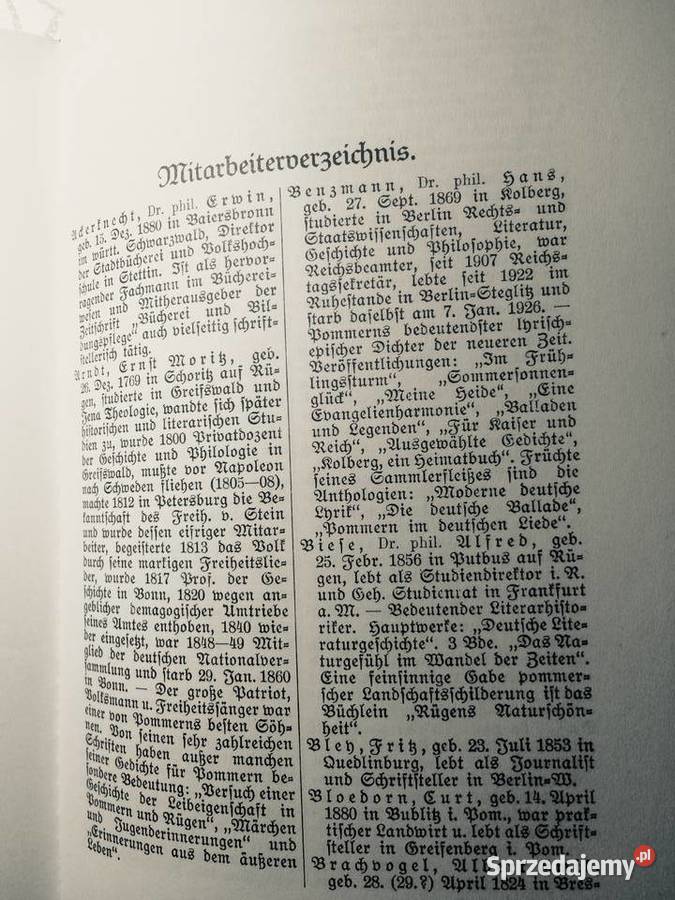 Mitarbeiterverzeichnis.
Ackerknecht, Dr. phil. Erwin,
geb. 15. Dez. 1880 in Baiersbronn
im württ. Schwarzwald, Direktor
der Stadtbücherei und Volkshoch-
schule in Stettin. Ist als hervor-
ragender Fachmann im Bücherei-
wesen und Mitherausgeber der
Zeitschrift „Bücherei und Bil-
dungspflege“ auch vielseitig schrift-
stellerisch tätig.
Arndt, Ernst Moritz, geb.
26. Dez. 1769 in Schoritz auf Rü-
gen, studierte in Greifswald und
Jena Theologie, wandte sich später
historischen und literarischen Stu-
dien zu, wurde 1800 Privatdozent
der Geschichte und Philologie in
Greifswald, mußte vor Napoleon
nach Schweden fliehen (1805—08),
machte 1812 in Petersburg die Be-
kanntschaft des Freih. v. Stein
und wurde dessen eifriger Mitar-
beiter, begeisterte 1813 das Volk
durch seine markigen Freiheitslie-
der, wurde 1817 Prof. der Ge-
schichte in Bonn, 1820 wegen an-
geblicher demagogischer Umtriebe
seines Amtes enthoben, 1840 wie-
der eingesetzt, war 1848—49 Mit-
glied der deutschen Nationalver-
sammlung und starb 29. Jan. 1860
in Bonn. — Der große Patriot,
Volksmann u. Freiheitssänger war
einer von Pommerns besten Söh-
nen. Von seinen sehr zahlreichen
Schriften haben außer manchen
seiner Gedichte für Pommern be-
sondere Bedeutung: „Versuch einer
Geschichte der Leibeigenschaft in
Pommern und Rügen“, „Märchen
und Jugenderinnerungen“ und
„Erinnerungen aus dem äußeren
Leben“.
Benzmann, Dr. phil. Hans,
geb. 27. Sept. 1869 in Kolberg,
studierte in Berlin Rechts- und
Staatswissenschaften, Literatur,
Geschichte und Philosophie, war
Reichsbeamter, seit 1907 Reichs-
tagssekretär, lebte seit 1922 im
Ruhestande in Berlin-Steglitz und
starb daselbst am 7. Jan. 1926. —
Pommerns bedeutendster lyrisch-
epischer Dichter der neueren Zeit.
Veröffentlichungen: „Im Früh-
lingssturm“, „Sommersonnen-
glück“, „Meine Heide“, „Eine
Evangelienharmonie“, „Balladen
und Legenden“, „Für Kaiser und
Reich“, „Ausgewählte Gedichte“,
„Kolberg, ein Heimatbuch“. Früchte
seines Sammlerfleißes sind die
Anthologien: „Moderne deutsche
Lyrik“, „Die deutsche Ballade“,
„Pommern im deutschen Liede“.
Biese, Dr. phil. Alfred, geb.
25. Febr. 1856 in Putbus auf Rü-
gen, lebt als Studiendirektor i. R.
und Geh. Studienrat in Frankfurt
a. M. — Bedeutender Literarhisto-
riker. Hauptwerke: „Deutsche Lite-
raturgeschichte“. 3 Bde. „Das Na-
turgefühl im Wandel der Zeiten“.
Eine feinsinnige Gabe pommer-
scher Landschaftsschilderung ist das
Büchlein „Rügens Naturschön-
heit“.
Bley, Fritz, geb. 23. Juli 1853 in
Quedlinburg, lebt als Journalist
und Schriftsteller in Berlin-W.
Bloedorn, Curt, geb. 14. April
1880 in Bublitz i. Pom., war prak-
tischer Landwirt u. lebt als Schrift-
steller in Greifenberg i. Pom.
Brachvogel,
geb. 28. (29.?) April 1824 in Bres-
Sprzedajemy.pl